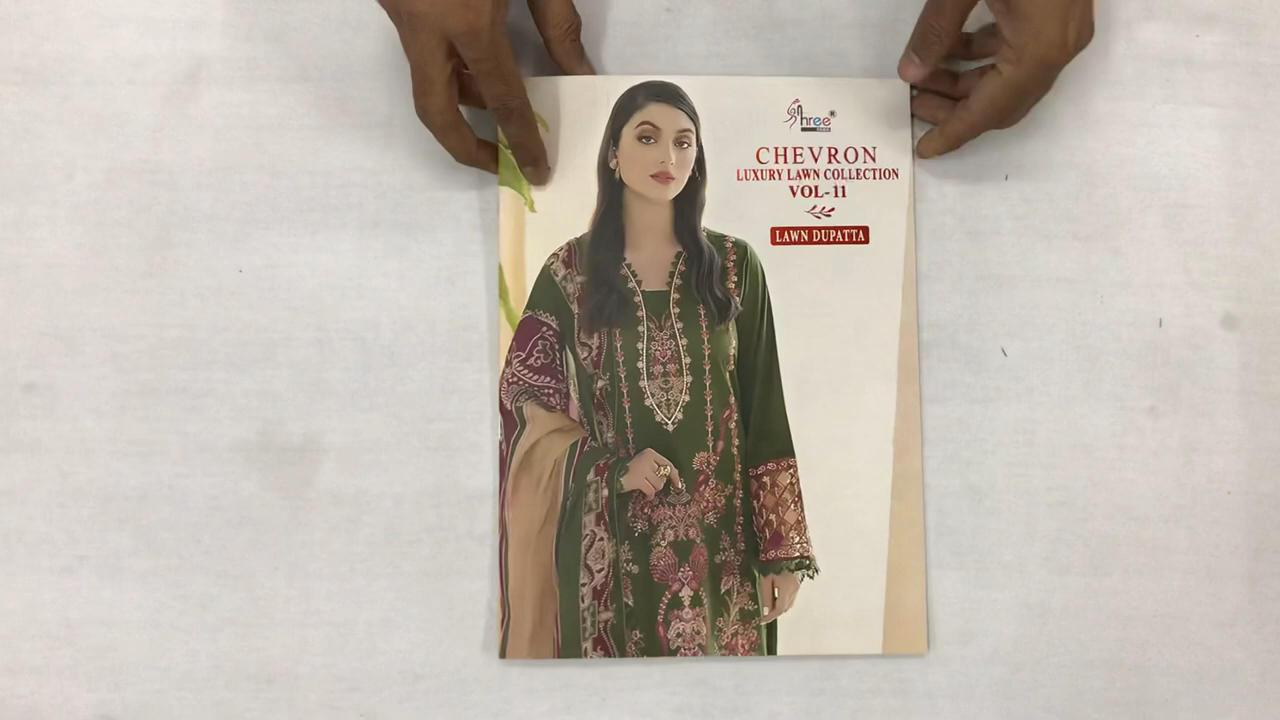 Shree®
CHEVRON
LUXURY LAWN COLLECTION
VOL-11
LAWN DUPATTA